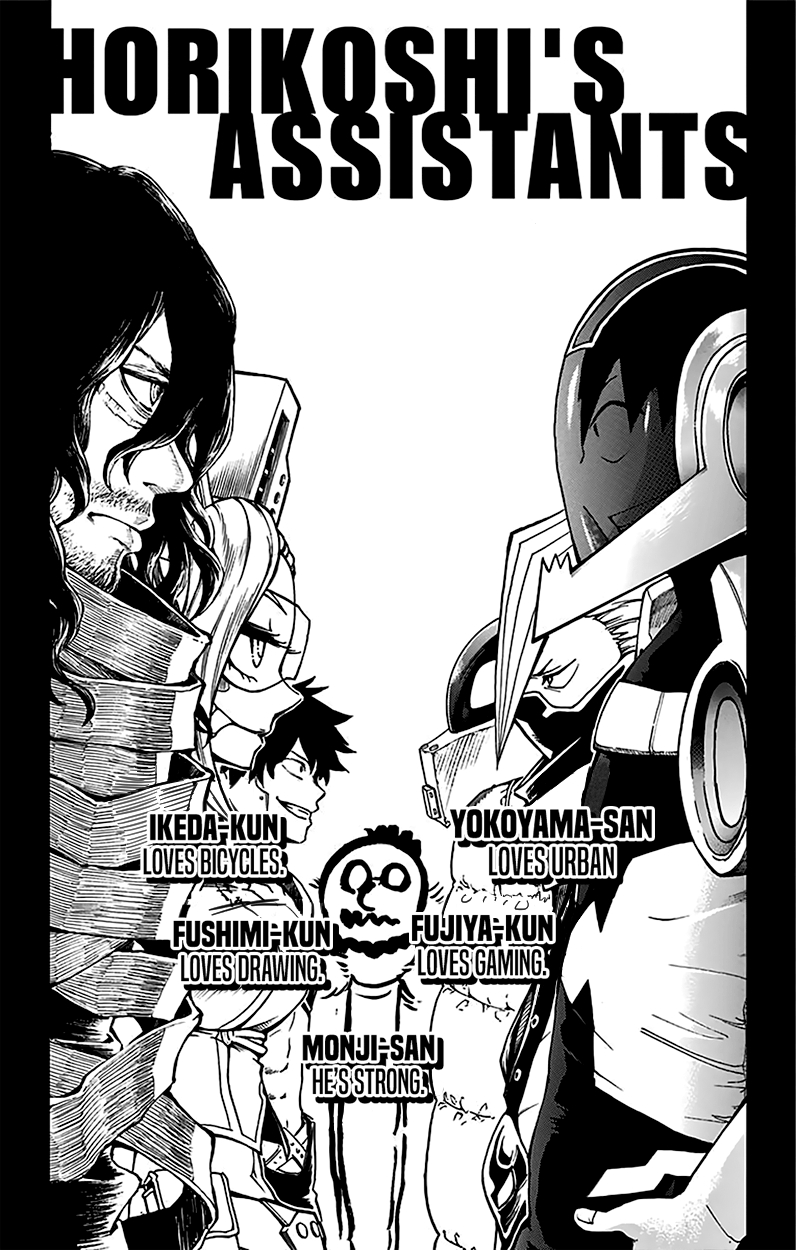 HORIKOSHI'S
ASSISTANTS
IKEDA-KUN
LOVES BICYCLES.
YOKOYAMA-SAN
LOVES URBAN
FUSHIMI-KUN
LOVES DRAWING.
FUJIYA-KUN
LOVES GAMING.
MONJI-SAN
HE'S STRONG.